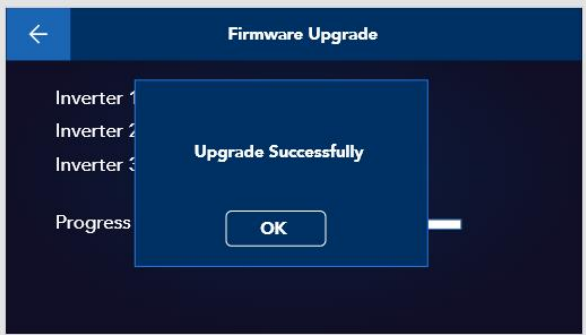 Firmware Upgrade
Inverter 1
Inverter 2
Inverter 3
Upgrade Successfully
Progress
OK